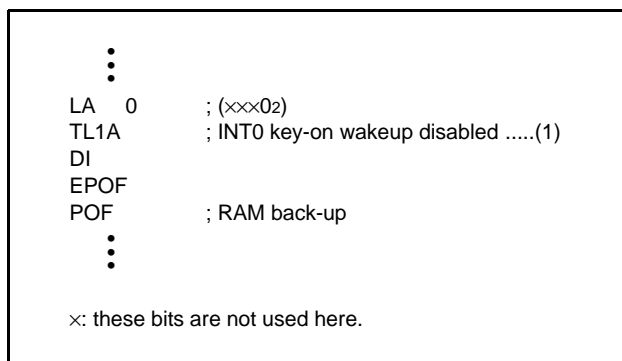 LA 0 ; (×××0₂)
TL1A ; INT0 key-on wakeup disabled .....(1)
DI
EPOF
POF ; RAM back-up
×: these bits are not used here.